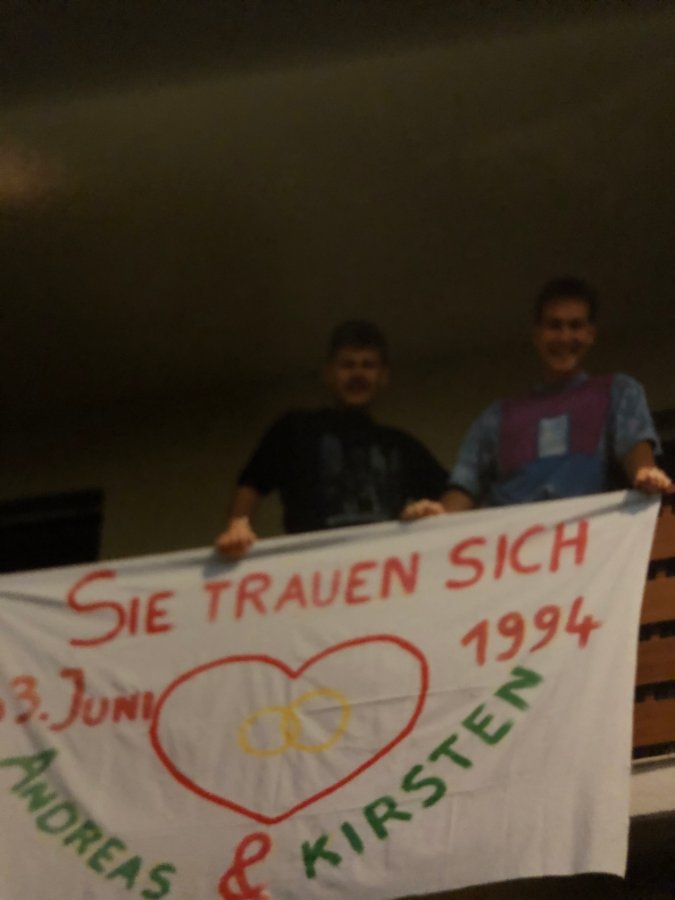 SIE TRAUEN SICH
3. JUNI 1994
ANDREAS & KIRSTEN